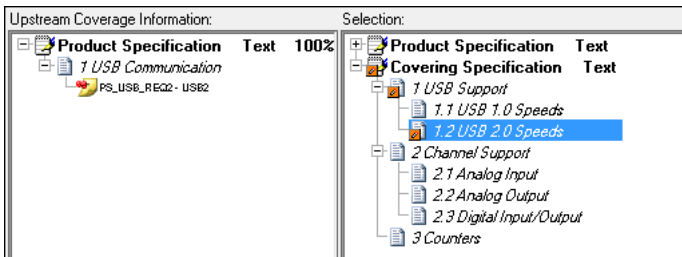 Upstream Coverage Information:
Product Specification Text 100%
1 USB Communication
PS_USB_REQ2 - USB2
Selection:
Product Specification Text
Covering Specification Text
1 USB Support
1.1 USB 1.0 Speeds
1.2 USB 2.0 Speeds
2 Channel Support
2.1 Analog Input
2.2 Analog Output
2.3 Digital Input/Output
3 Counters